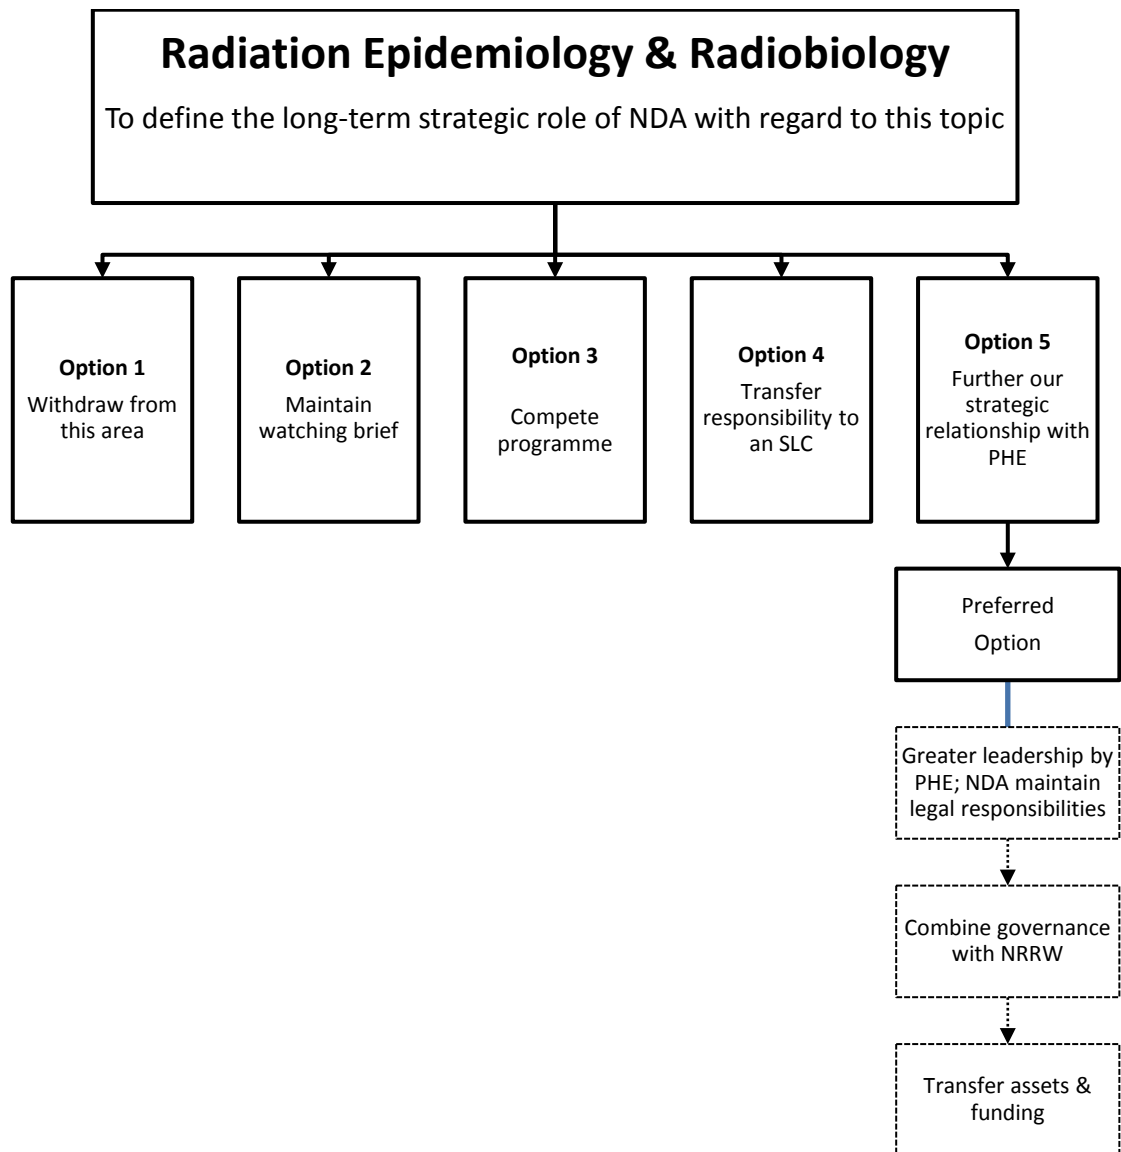 Radiation Epidemiology & Radiobiology
To define the long-term strategic role of NDA with regard to this topic
Option 1
Withdraw from
this area
Option 2
Maintain
watching brief
Option 3
Compete
programme
Option 4
Transfer
responsibility to
an SLC
Option 5
Further our
strategic
relationship with
PHE
Preferred
Option
Greater leadership by
PHE; NDA maintain
legal responsibilities
Combine governance
with NRRW
Transfer assets &
funding